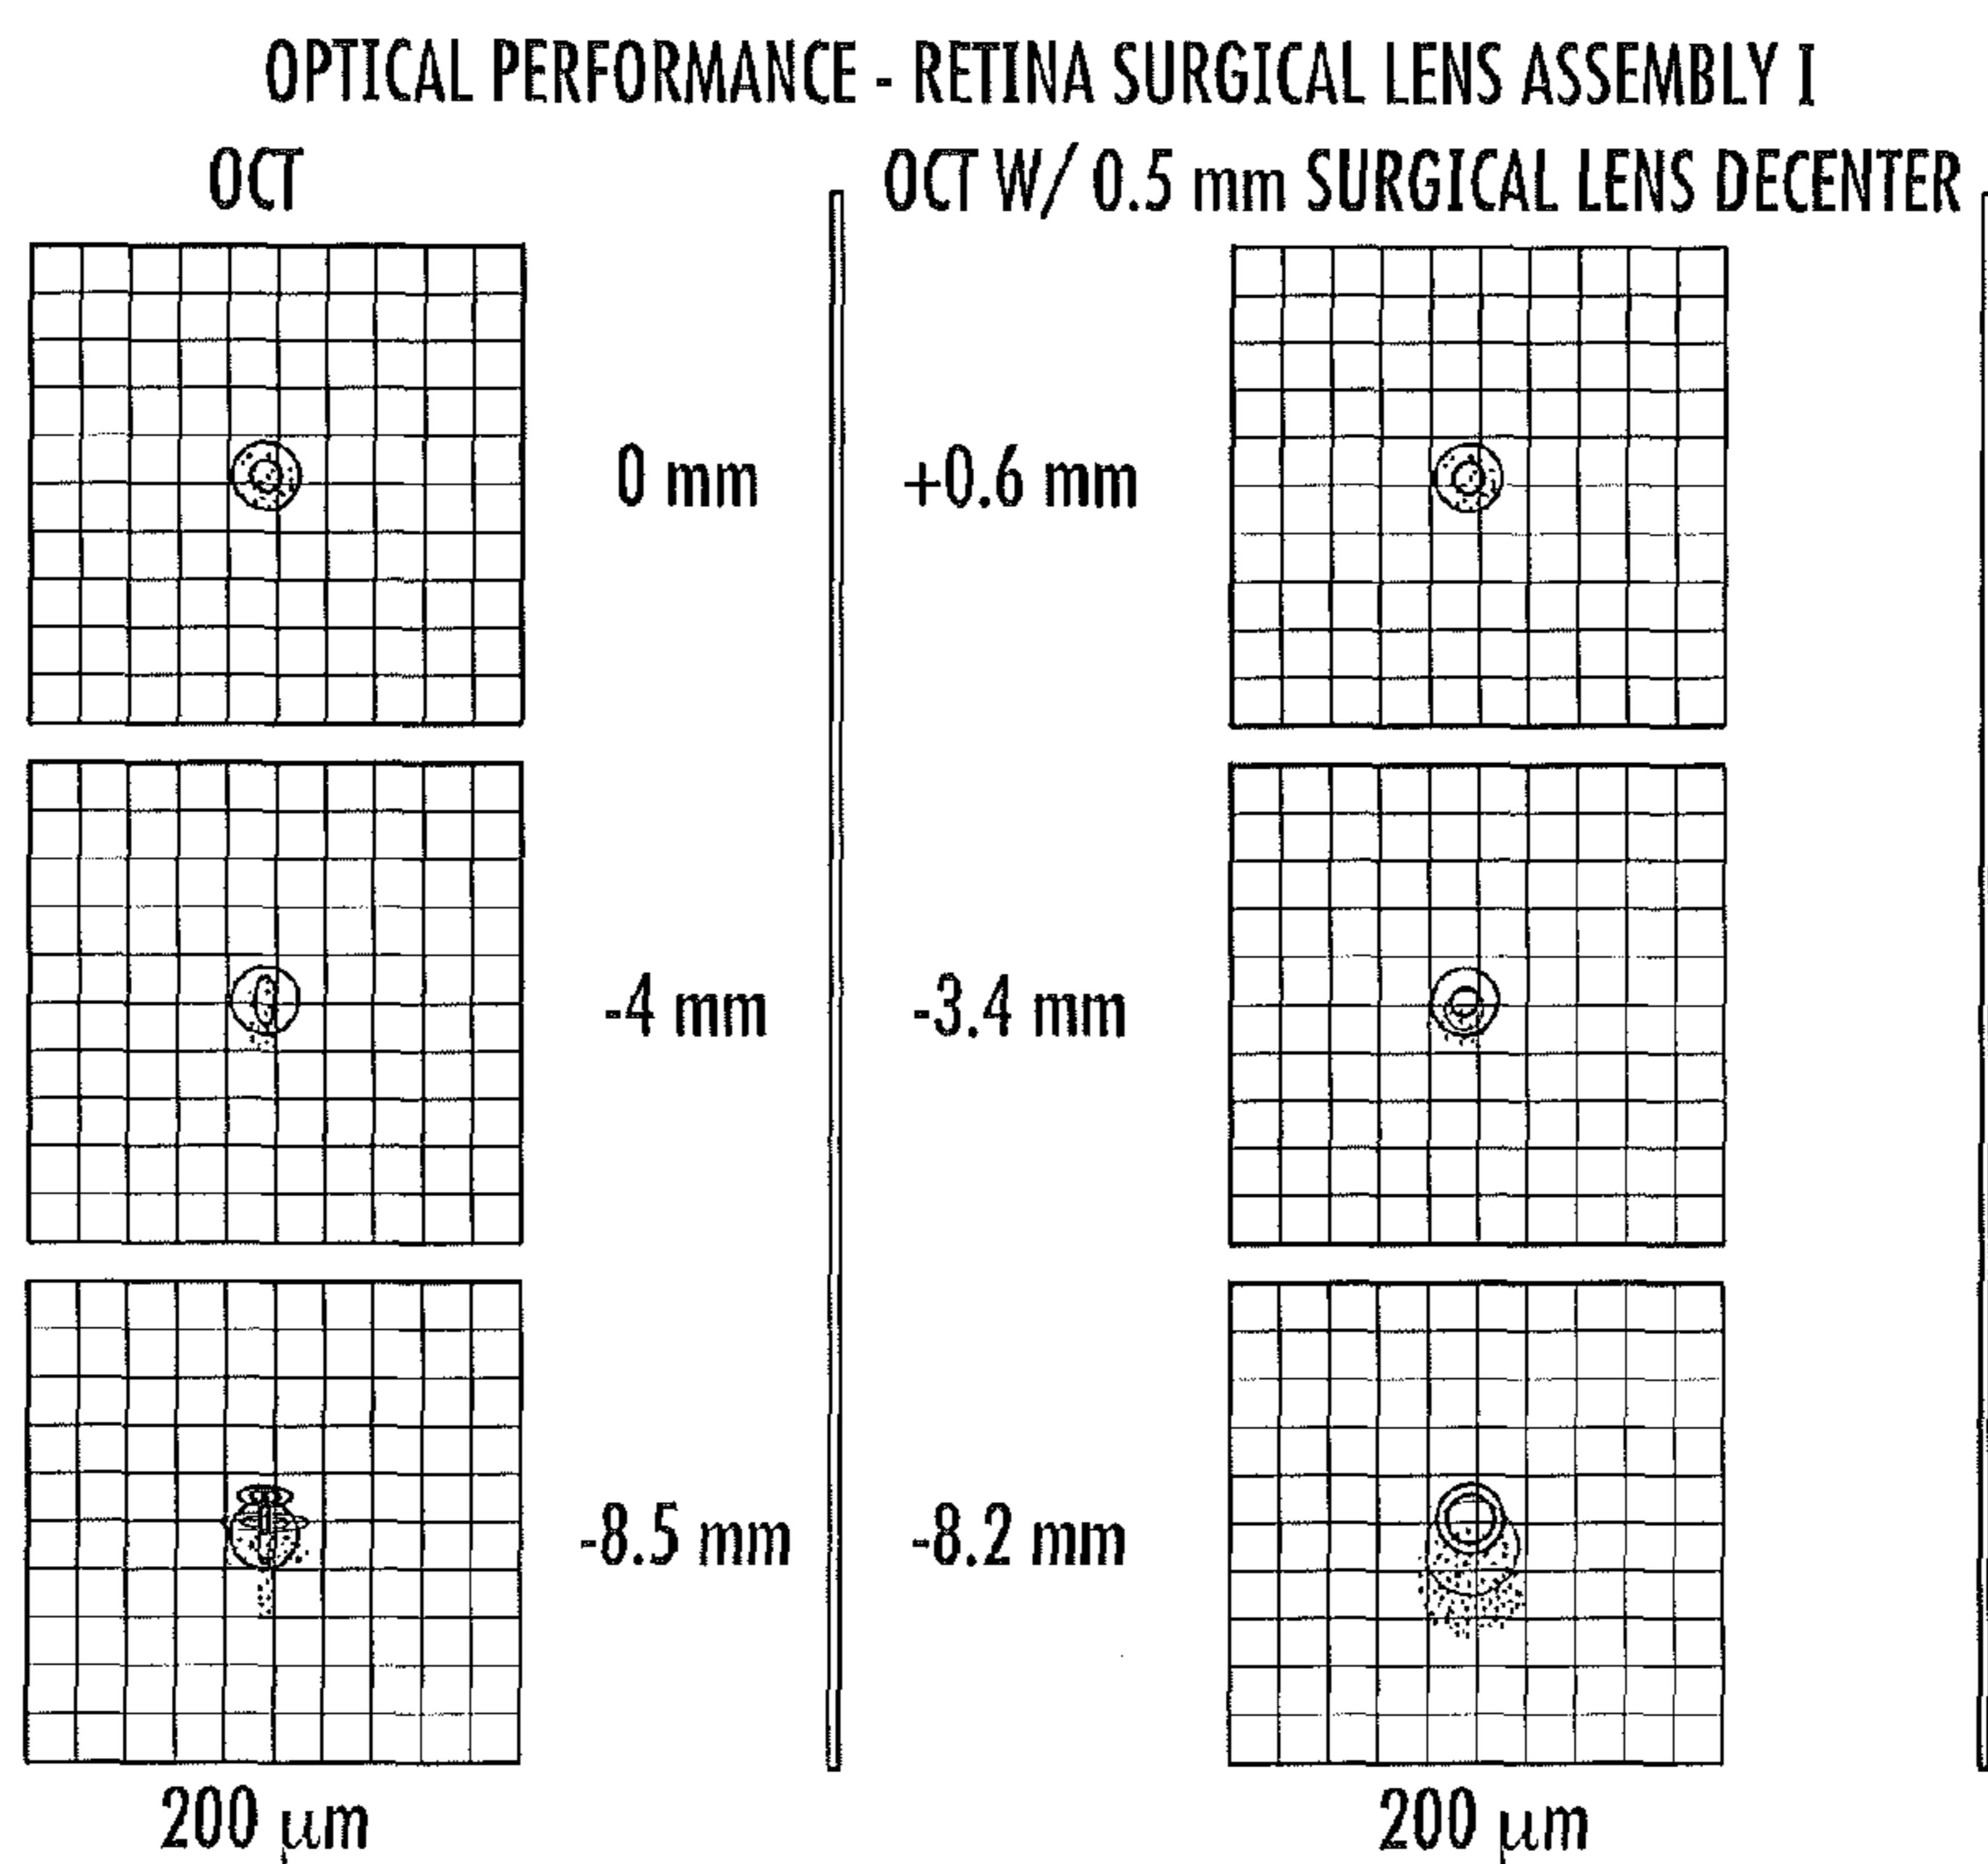 OPTICAL PERFORMANCE - RETINA SURGICAL LENS ASSEMBLY I
OCT
OCT W/ 0.5 mm SURGICAL LENS DECENTER
0 mm
+0.6 mm
-4 mm
-3.4 mm
-8.5 mm
-8.2 mm
200 µm
200 µm